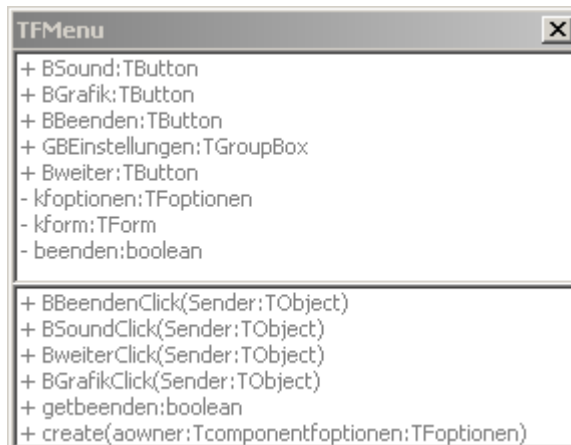 TFMenu
+ BSound:TButton
+ BGrafik:TButton
+ BBeenden:TButton
+ GBEinstellungen:TGroupBox
+ Bweiter:TButton
- kfoptionen:TFoptionen
- kform:TForm
- beenden:boolean
+ BBeendenClick(Sender:TObject)
+ BSoundClick(Sender:TObject)
+ BweiterClick(Sender:TObject)
+ BGrafikClick(Sender:TObject)
+ getbeenden:boolean
+ create(aowner:Tcomponentfoptionen:TFoptionen)